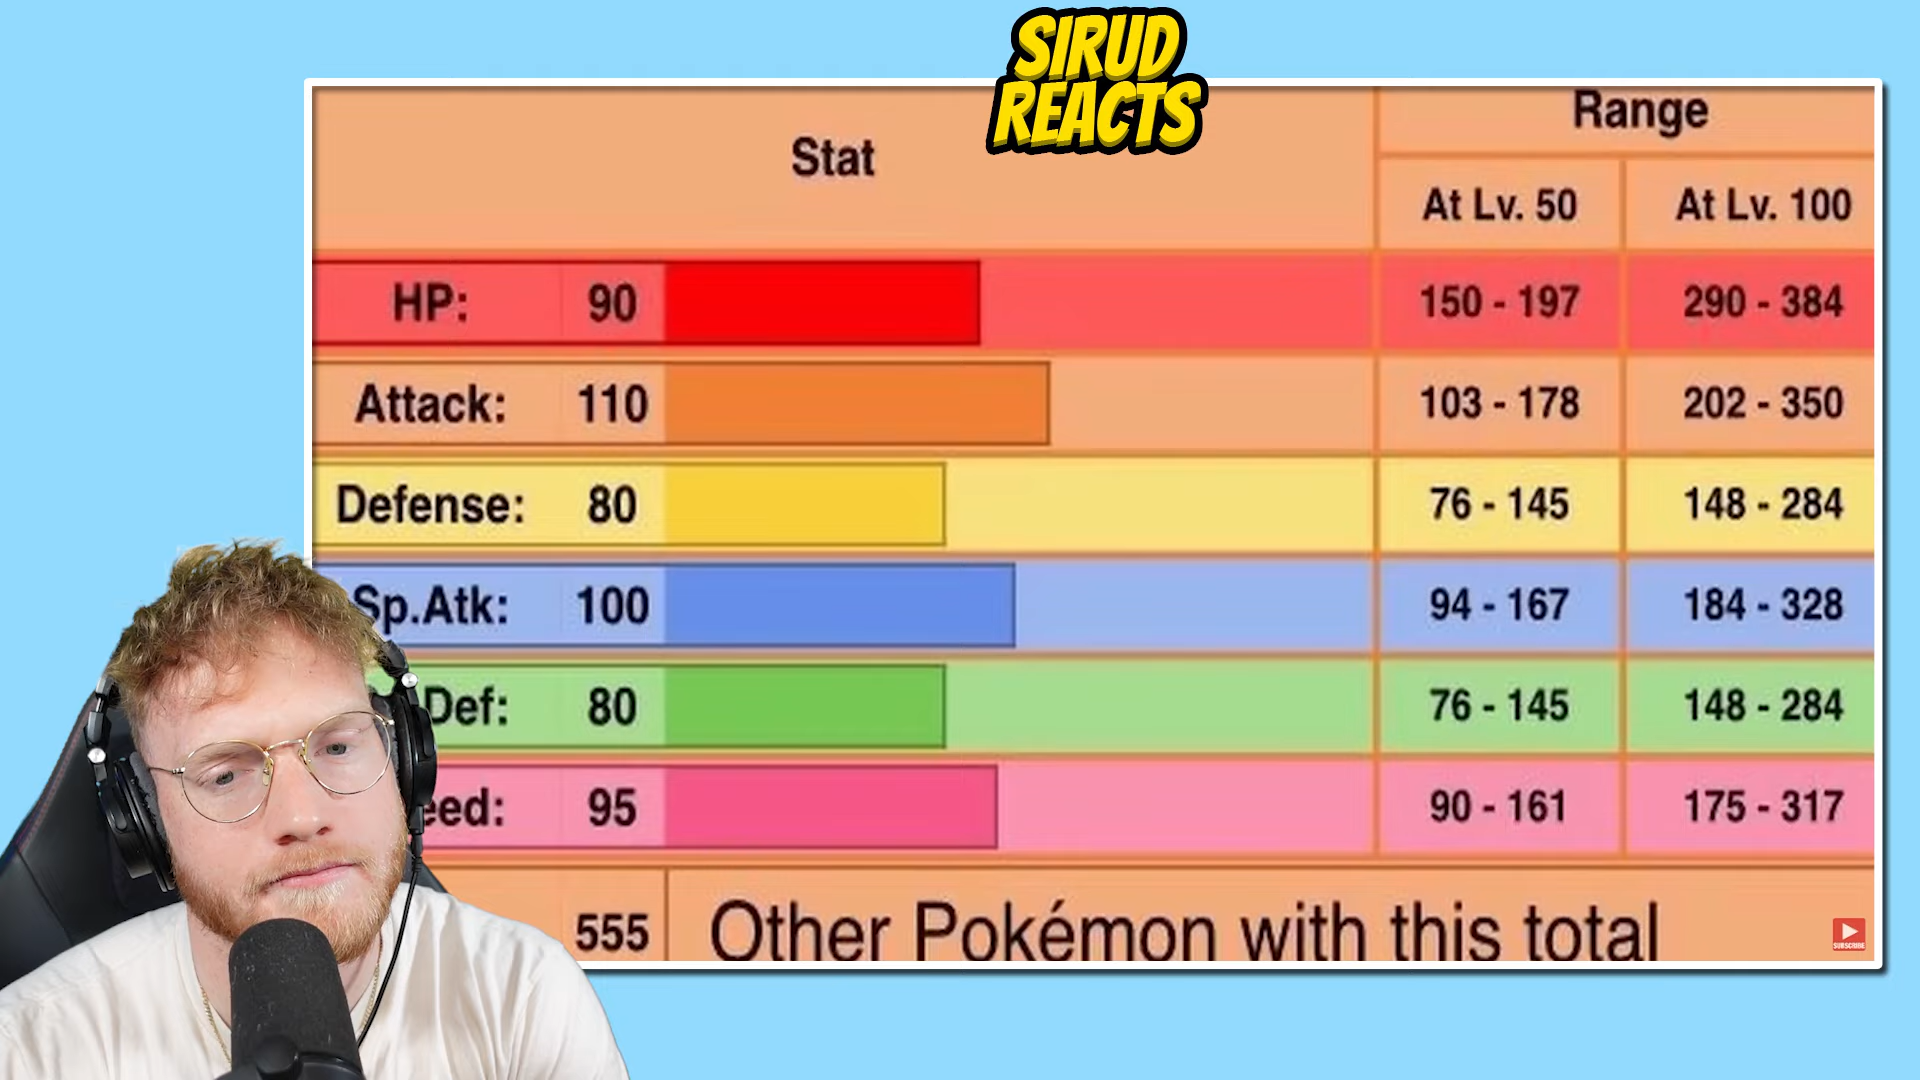 SIRUD
REACTS
Stat
Range
At Lv. 50
At Lv. 100
HP: 90 150 - 197 290 - 384
Attack: 110 103 - 178 202 - 350
Defense: 80 76 - 145 148 - 284
Sp.Atk: 100 94 - 167 184 - 328
Def: 80 76 - 145 148 - 284
eed: 95 90 - 161 175 - 317
555 Other Pokémon with this total
SUBSCRIBE